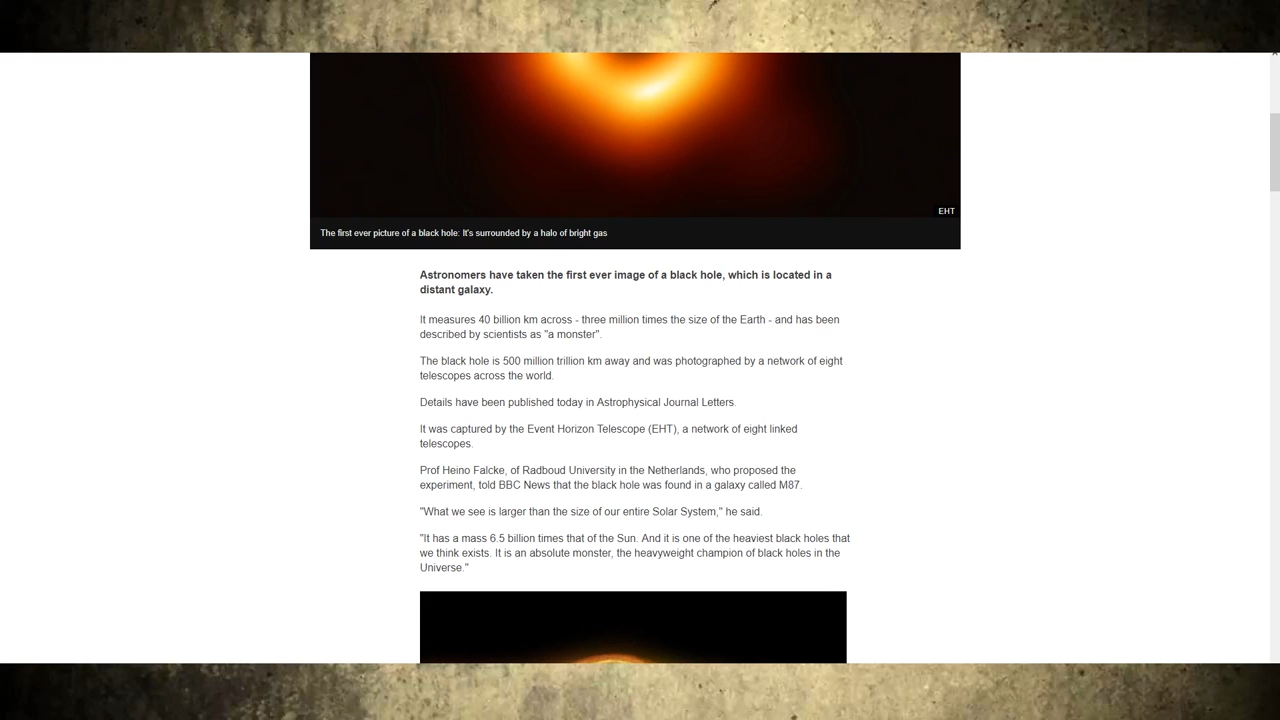 EHT
The first ever picture of a black hole: It's surrounded by a halo of bright gas
Astronomers have taken the first ever image of a black hole, which is located in a
distant galaxy.
It measures 40 billion km across - three million times the size of the Earth - and has been
described by scientists as "a monster".
The black hole is 500 million trillion km away and was photographed by a network of eight
telescopes across the world.
Details have been published today in Astrophysical Journal Letters.
It was captured by the Event Horizon Telescope (EHT), a network of eight linked
telescopes.
Prof Heino Falcke, of Radboud University in the Netherlands, who proposed the
experiment, told BBC News that the black hole was found in a galaxy called M87.
"What we see is larger than the size of our entire Solar System," he said.
"It has a mass 6.5 billion times that of the Sun. And it is one of the heaviest black holes that
we think exists. It is an absolute monster, the heavyweight champion of black holes in the
Universe."